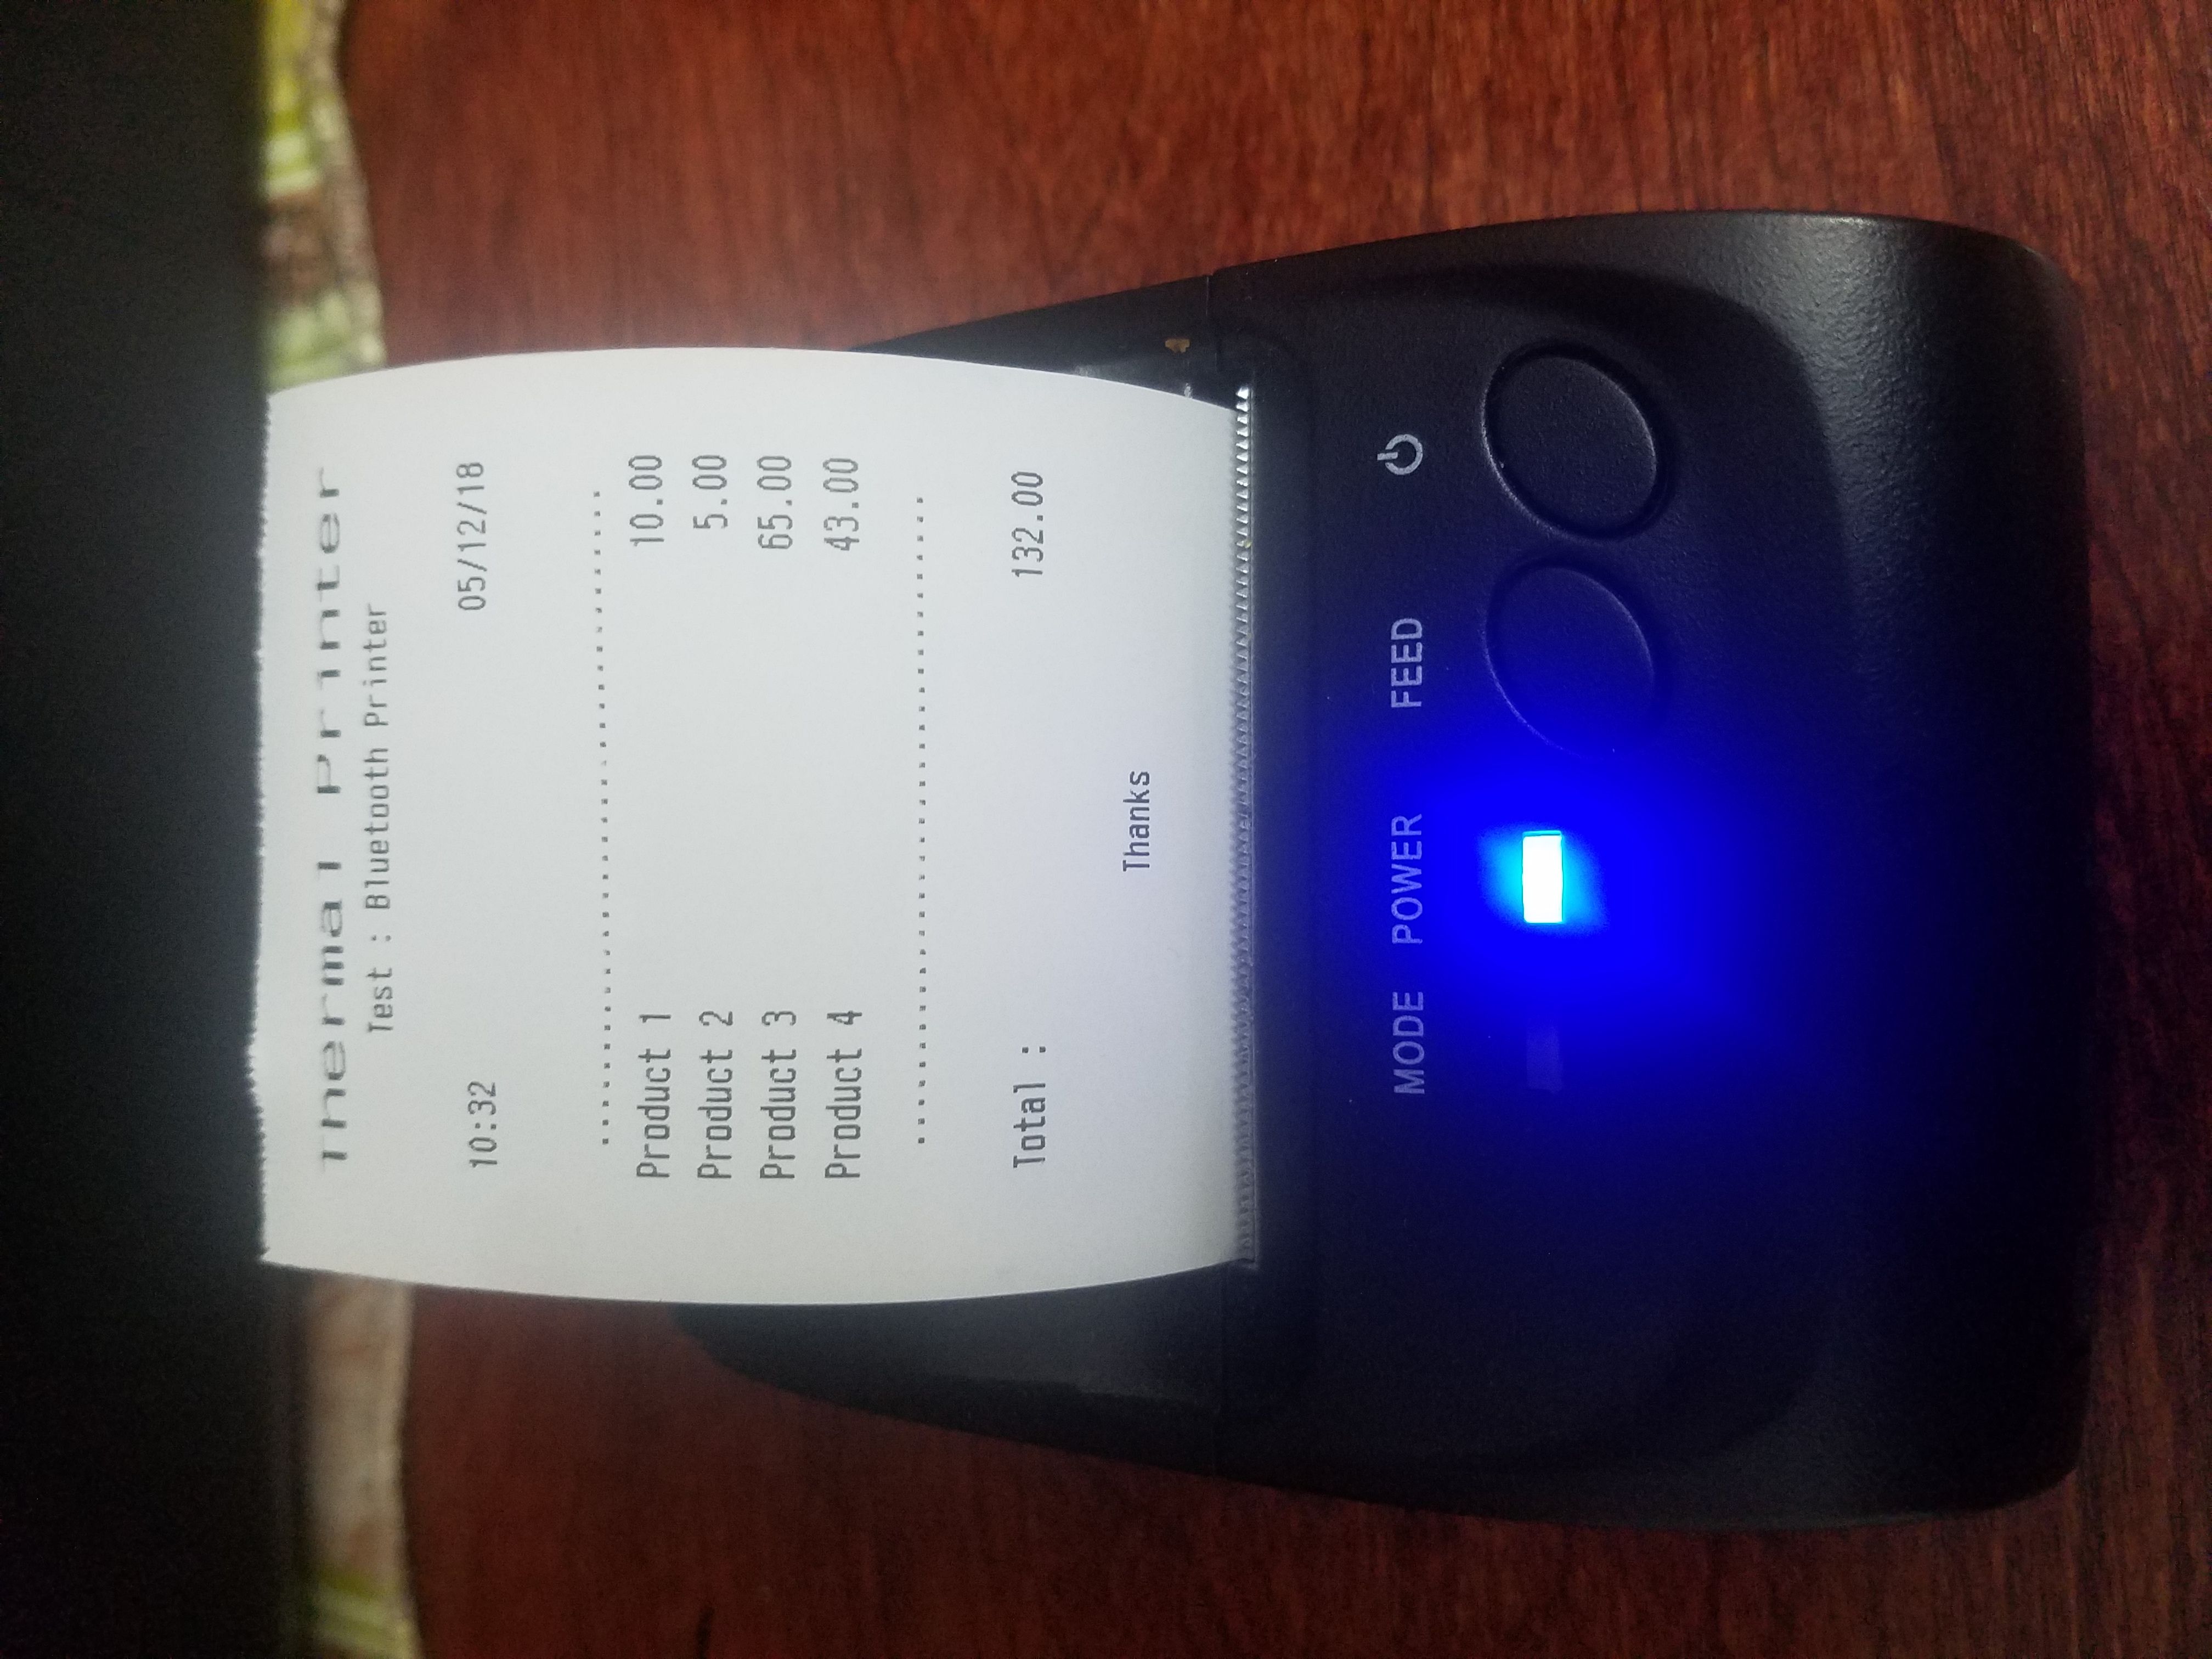 Thermal Printer
Test : Bluetooth Printer
10:32 05/12/18
....................................
Product 1 10.00
Product 2 5.00
Product 3 65.00
Product 4 43.00
...................................
Total : 132.00
Thanks
MODE POWER FEED